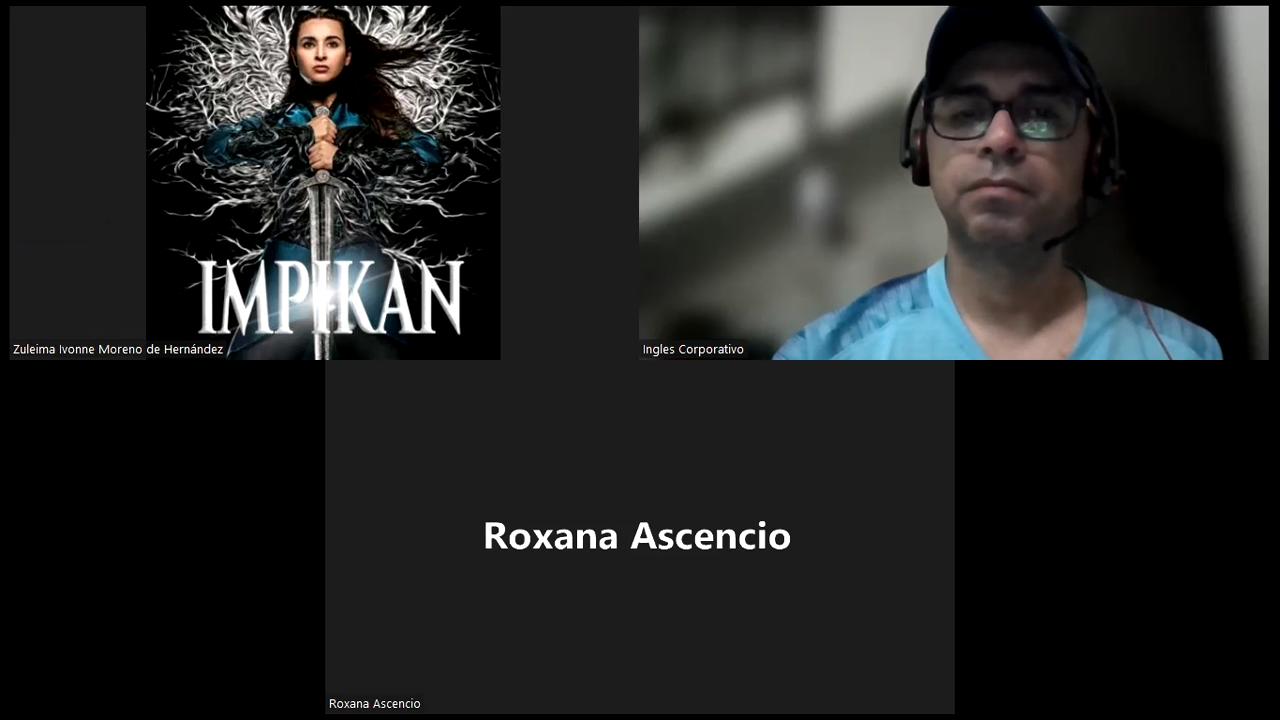 IMPIKAN
Zuleima Ivonne Moreno de Hernández
Ingles Corporativo
Roxana Ascencio
Roxana Ascencio